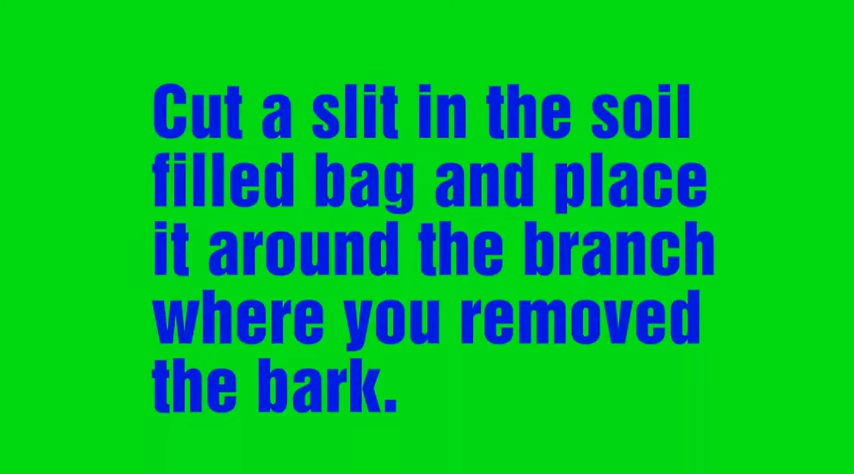 Cut a slit in the soil
filled bag and place
it around the branch
where you removed
the bark.